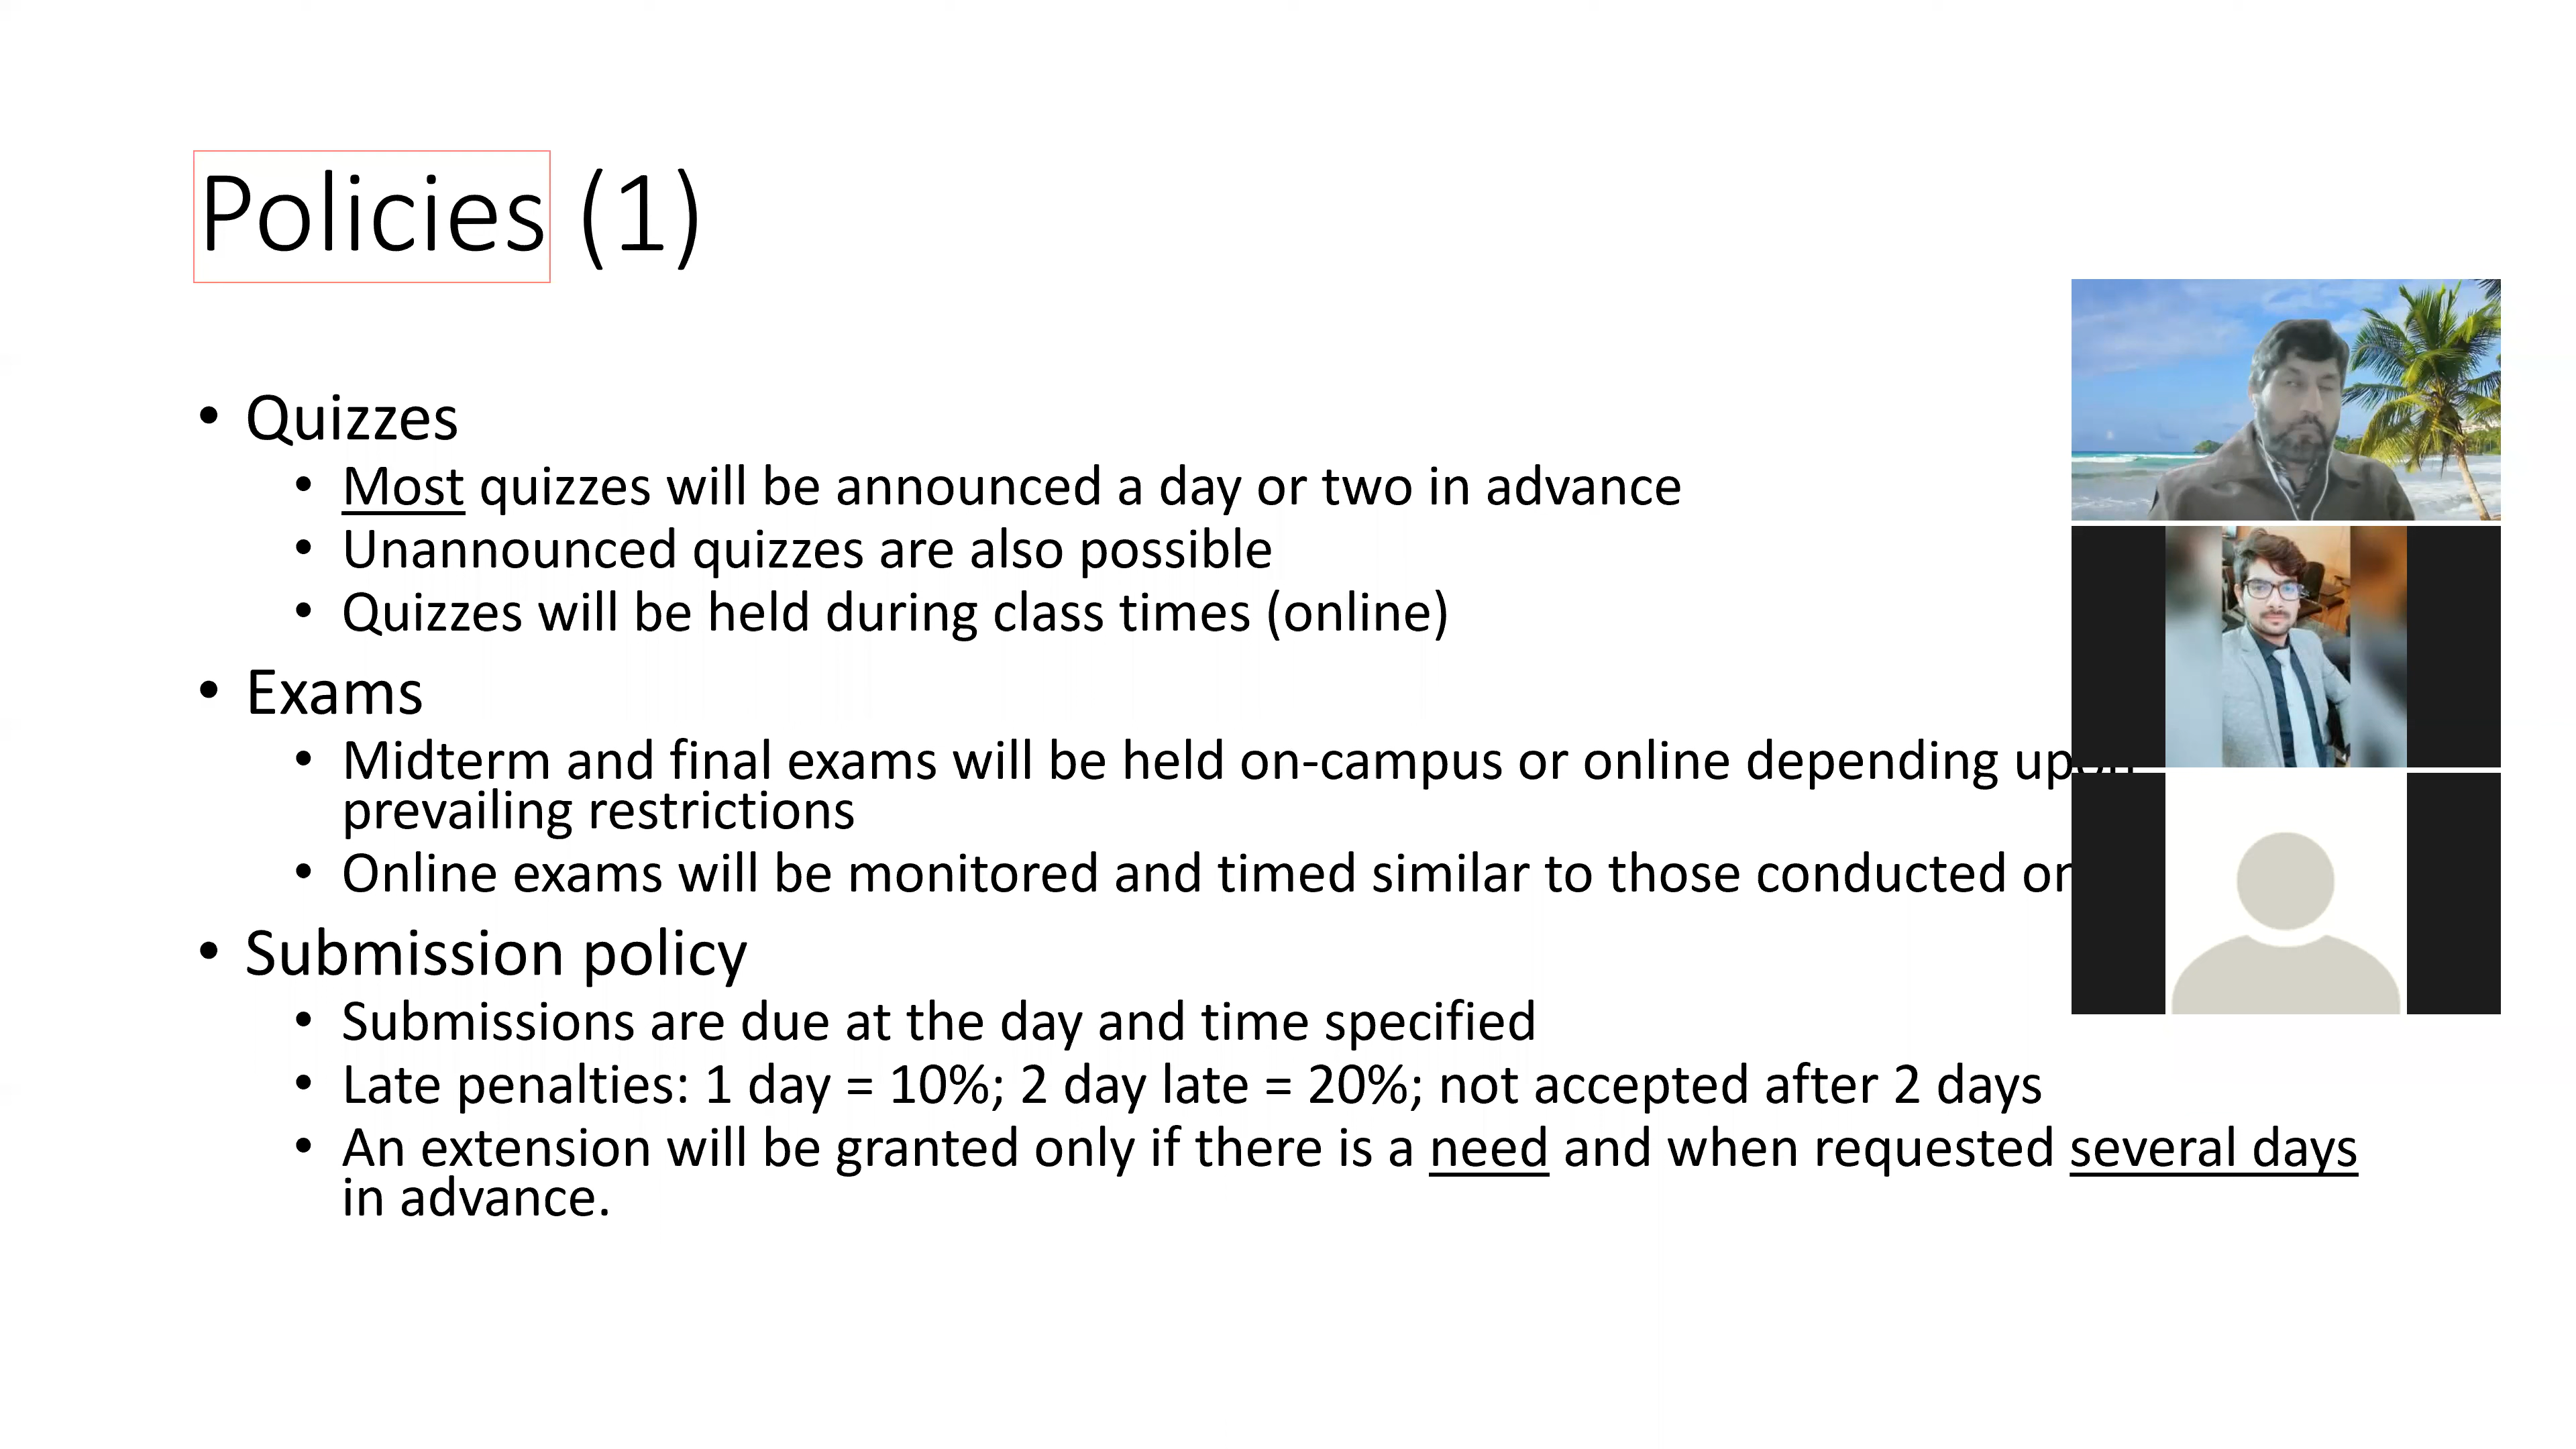 Policies (1)
• Quizzes
• Most quizzes will be announced a day or two in advance
• Unannounced quizzes are also possible
• Quizzes will be held during class times (online)
• Exams
• Midterm and final exams will be held on-campus or online depending upon
prevailing restrictions
• Online exams will be monitored and timed similar to those conducted
• Submission policy
• Submissions are due at the day and time specified
• Late penalties: 1 day = 10%; 2 day late = 20%; not accepted after 2 days
• An extension will be granted only if there is a need and when requested several days
in advance.